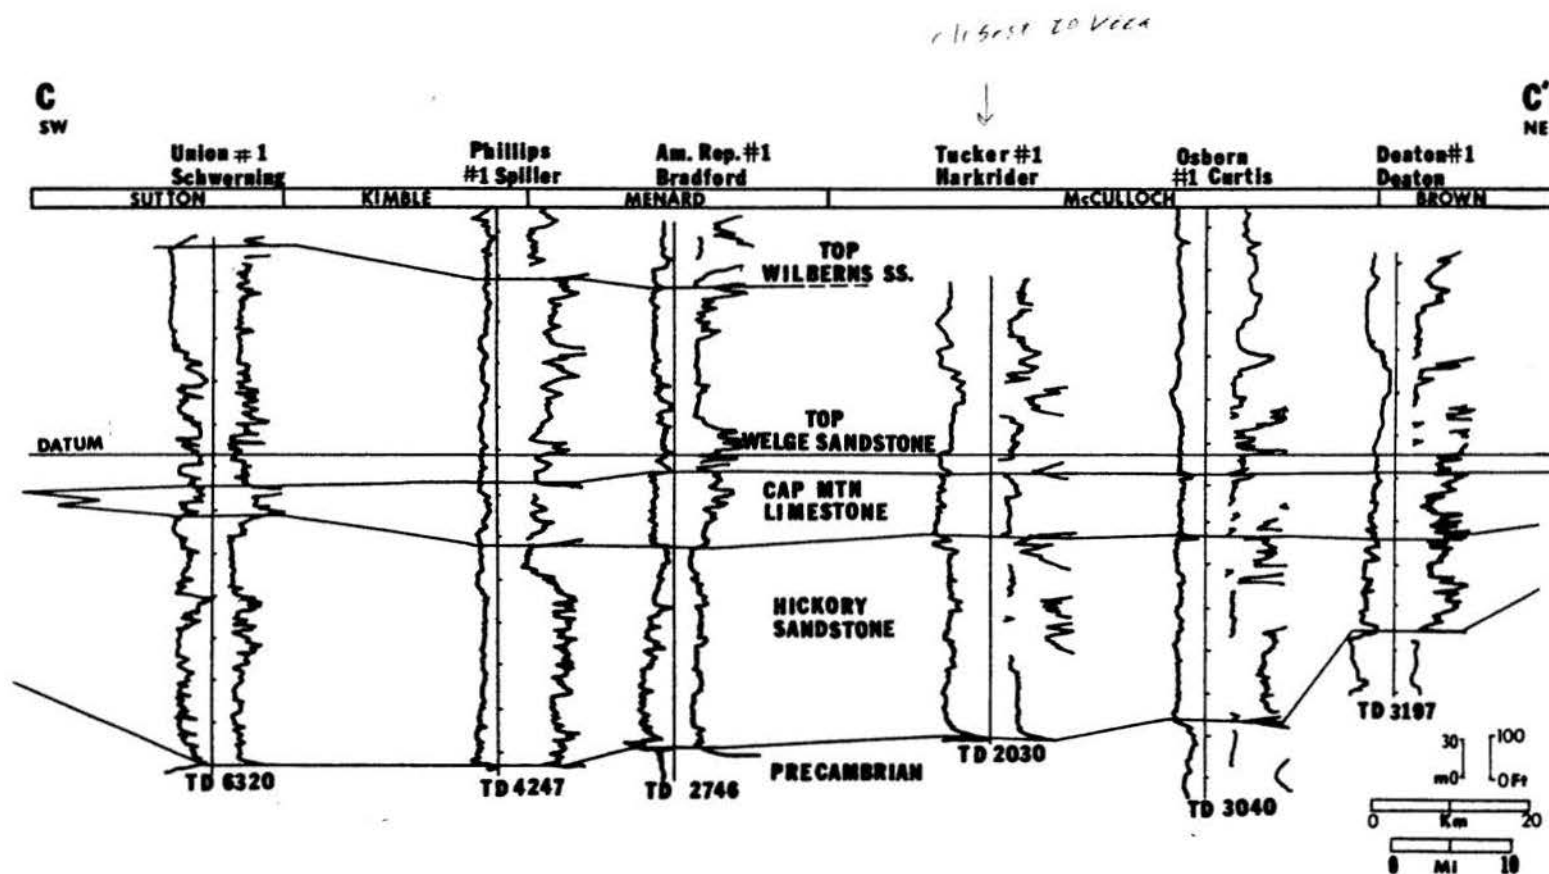 closest to Veca
C
SW
C'
NE
Union #1
Schwerning
Phillips
#1 Spiller
Am. Rep. #1
Bradford
Tucker #1
Harkrider
Osborn
#1 Curtis
Deaton #1
Deaton
SUTTON
KIMBLE
MENARD
McCULLOCH
BROWN
TOP
WILBERNS SS.
DATUM
TOP
WELGE SANDSTONE
CAP MTN
LIMESTONE
HICKORY
SANDSTONE
PRECAMBRIAN
TD 6320
TD 4247
TD 2746
TD 2030
TD 3040
TD 3197
30 100
m0 0 Ft
0 Km 20
0 Mi 10